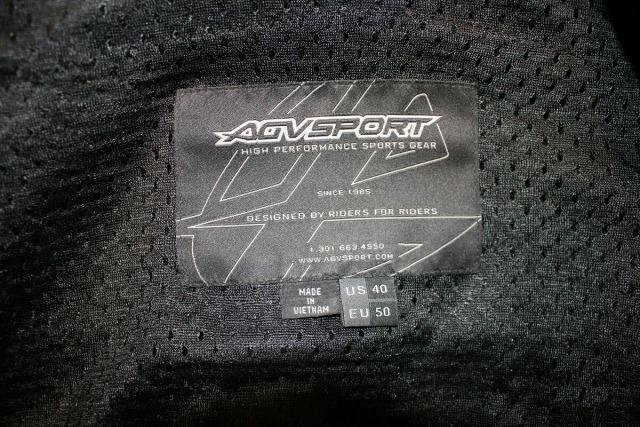 AGVSPORT
HIGH PERFORMANCE SPORTS GEAR
SINCE 1985
DESIGNED BY RIDERS FOR RIDERS
t.301.663.4550
WWW.AGVSPORT.COM
MADE
IN
VIETNAM
US 40
EU 50